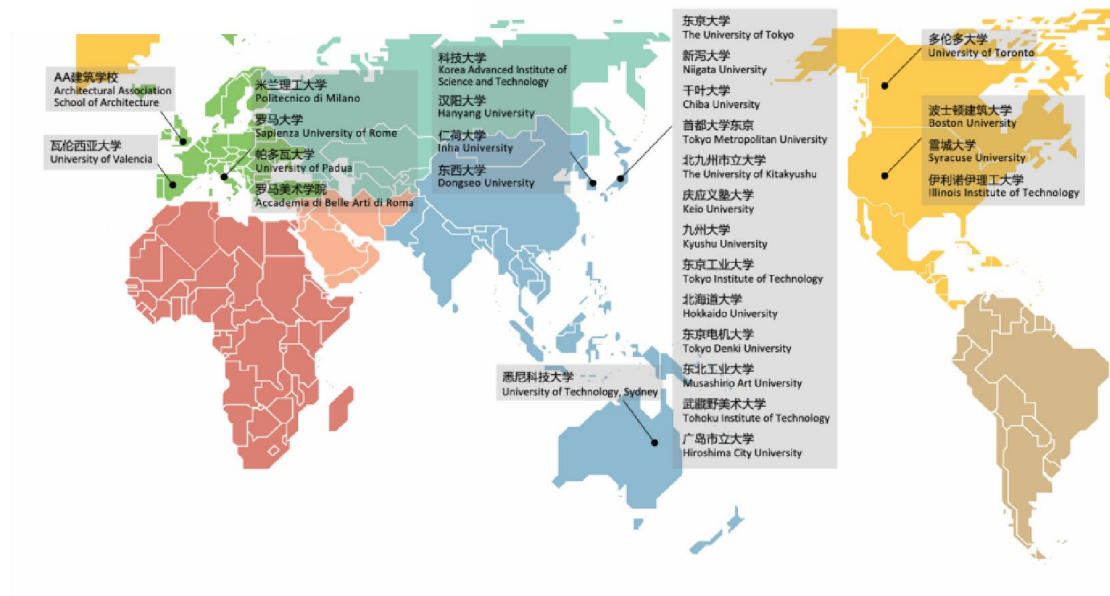 AA建筑学校
Architectural Association
School of Architecture
瓦伦西亚大学
University of Valencia
米兰理工大学
Politecnico di Milano
罗马大学
Sapienza University of Rome
帕多瓦大学
University of Padua
罗马美术学院
Accademia di Belle Arti di Roma
科技大学
Korea Advanced Institute of
Science and Technology
汉阳大学
Hanyang University
仁荷大学
Inha University
东西大学
Dongseo University
悉尼科技大学
University of Technology, Sydney
东京大学
The University of Tokyo
新泻大学
Niigata University
千叶大学
Chiba University
首都大学东京
Tokyo Metropolitan University
北九州市立大学
The University of Kitakyushu
庆应义塾大学
Keio University
九州大学
Kyushu University
东京工业大学
Tokyo Institute of Technology
北海道大学
Hokkaido University
东京电机大学
Tokyo Denki University
东北工业大学
Musashino Art University
武藏野美术大学
Tohoku Institute of Technology
广岛市立大学
Hiroshima City University
多伦多大学
University of Toronto
波士顿建筑大学
Boston University
雪城大学
Syracuse University
伊利诺伊理工大学
Illinois Institute of Technology